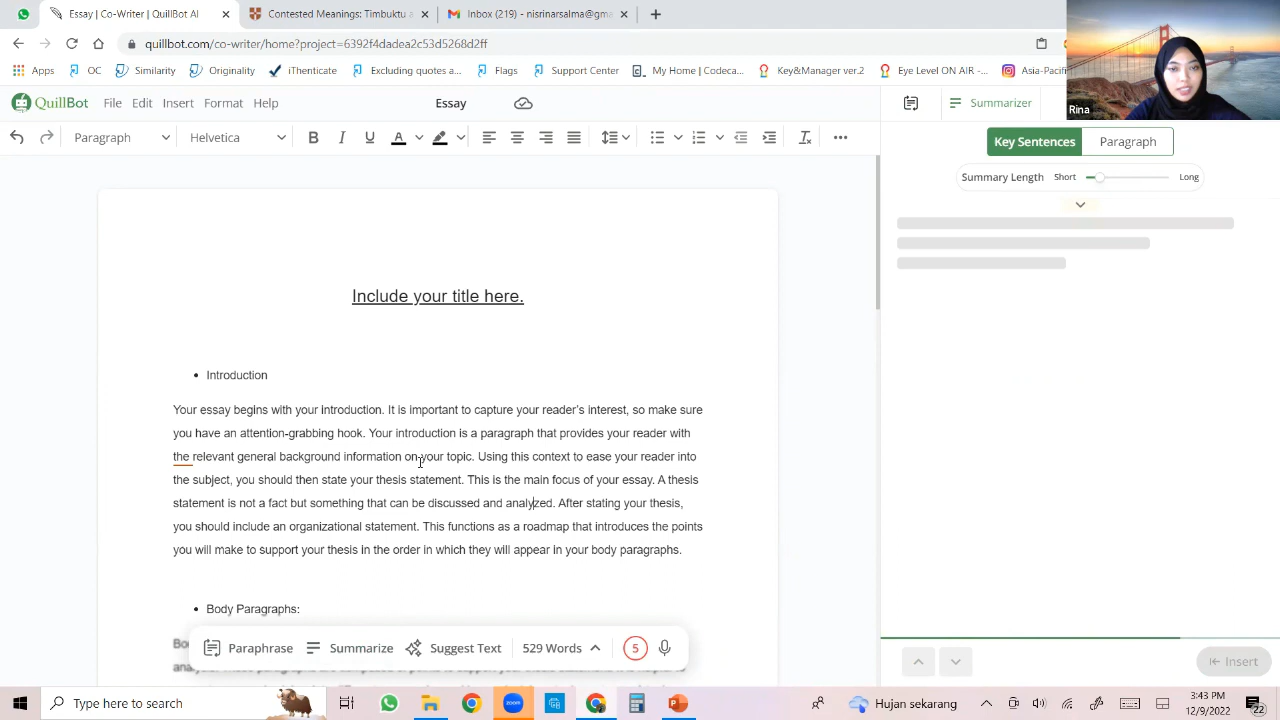 Testing Creative A
Timesheets: Timbuktu a
Inbox (219) - nisrinarsalma@gma
quillbot.com/co-writer/home?project=6392f4dadea2c53d5268d2ff
Apps
OC
Similarity
Originality
iThenticate
Excluding quotes a...
Flags
Support Center
My Home | Codeca...
Key&Manager ver.2
Eye Level ON AIR -...
Asia-Pacif
Rina
QuillBot File Edit Insert Format Help
Essay
Summarizer
Paragraph Helvetica B I U A
Key Sentences Paragraph
Summary Length Short Long
Include your title here.
• Introduction
Your essay begins with your introduction. It is important to capture your reader's interest, so make sure
you have an attention-grabbing hook. Your introduction is a paragraph that provides your reader with
the relevant general background information on your topic. Using this context to ease your reader into
the subject, you should then state your thesis statement. This is the main focus of your essay. A thesis
statement is not a fact but something that can be discussed and analyzed. After stating your thesis,
you should include an organizational statement. This functions as a roadmap that introduces the points
you will make to support your thesis in the order in which they will appear in your body paragraphs.
• Body Paragraphs:
Paraphrase Summarize Suggest Text 529 Words 5
Insert
Type here to search
zoom
Hujan sekarang
3:43 PM
12/9/2022
22